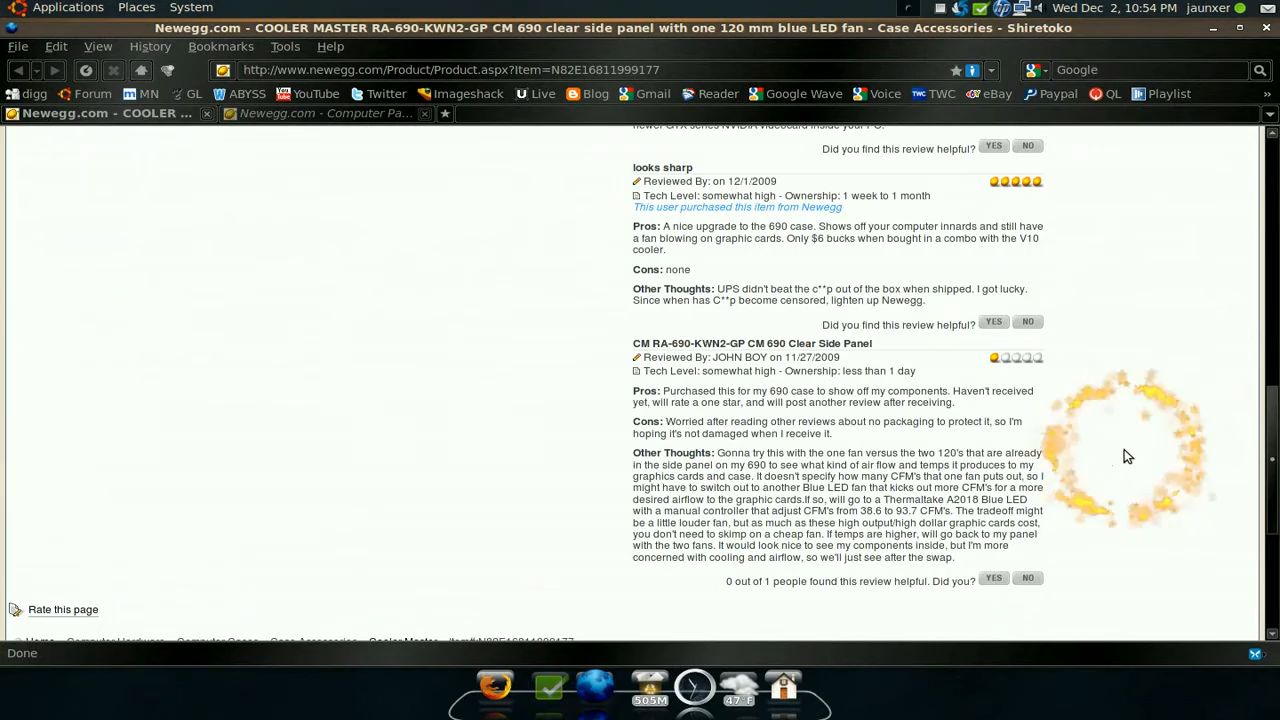 Applications Places System
Wed Dec 2, 10:54 PM jaunxer
Newegg.com - COOLER MASTER RA-690-KWN2-GP CM 690 clear side panel with one 120 mm blue LED fan - Case Accessories - Shiretoko
File Edit View History Bookmarks Tools Help
http://www.newegg.com/Product/Product.aspx?Item=N82E16811999177
Google
digg Forum MN GL ABYSS YouTube Twitter Imageshack Live Blog Gmail Reader Google Wave Voice TWC eBay Paypal QL Playlist
Newegg.com - COOLER ... Newegg.com - Computer Pa...
newer GTX series NVIDIA videocard inside your PC.
Did you find this review helpful? YES NO
looks sharp
Reviewed By: on 12/1/2009
Tech Level: somewhat high - Ownership: 1 week to 1 month
This user purchased this item from Newegg
Pros: A nice upgrade to the 690 case. Shows off your computer innards and still have
a fan blowing on graphic cards. Only $6 bucks when bought in a combo with the V10
cooler.
Cons: none
Other Thoughts: UPS didn't beat the c**p out of the box when shipped. I got lucky.
Since when has C**p become censored, lighten up Newegg.
Did you find this review helpful? YES NO
CM RA-690-KWN2-GP CM 690 Clear Side Panel
Reviewed By: JOHN BOY on 11/27/2009
Tech Level: somewhat high - Ownership: less than 1 day
Pros: Purchased this for my 690 case to show off my components. Haven't received
yet, will rate a one star, and will post another review after receiving.
Cons: Worried after reading other reviews about no packaging to protect it, so I'm
hoping it's not damaged when I receive it.
Other Thoughts: Gonna try this with the one fan versus the two 120's that are already
in the side panel on my 690 to see what kind of air flow and temps it produces to my
graphics cards and case. It doesn't specify how many CFM's that one fan puts out, so I
might have to switch out to another Blue LED fan that kicks out more CFM's for a more
desired airflow to the graphic cards.If so, will go to a Thermaltake A2018 Blue LED
with a manual controller that adjust CFM's from 38.6 to 93.7 CFM's. The tradeoff might
be a little louder fan, but as much as these high output/high dollar graphic cards cost,
you don't need to skimp on a cheap fan. If temps are higher, will go back to my panel
with the two fans. It would look nice to see my components inside, but I'm more
concerned with cooling and airflow, so we'll just see after the swap.
0 out of 1 people found this review helpful. Did you? YES NO
Rate this page
Home Computer Hardware Computer Cases Case Accessories Cooler Master Item#:N82E16811999177
Done
505M 47°F